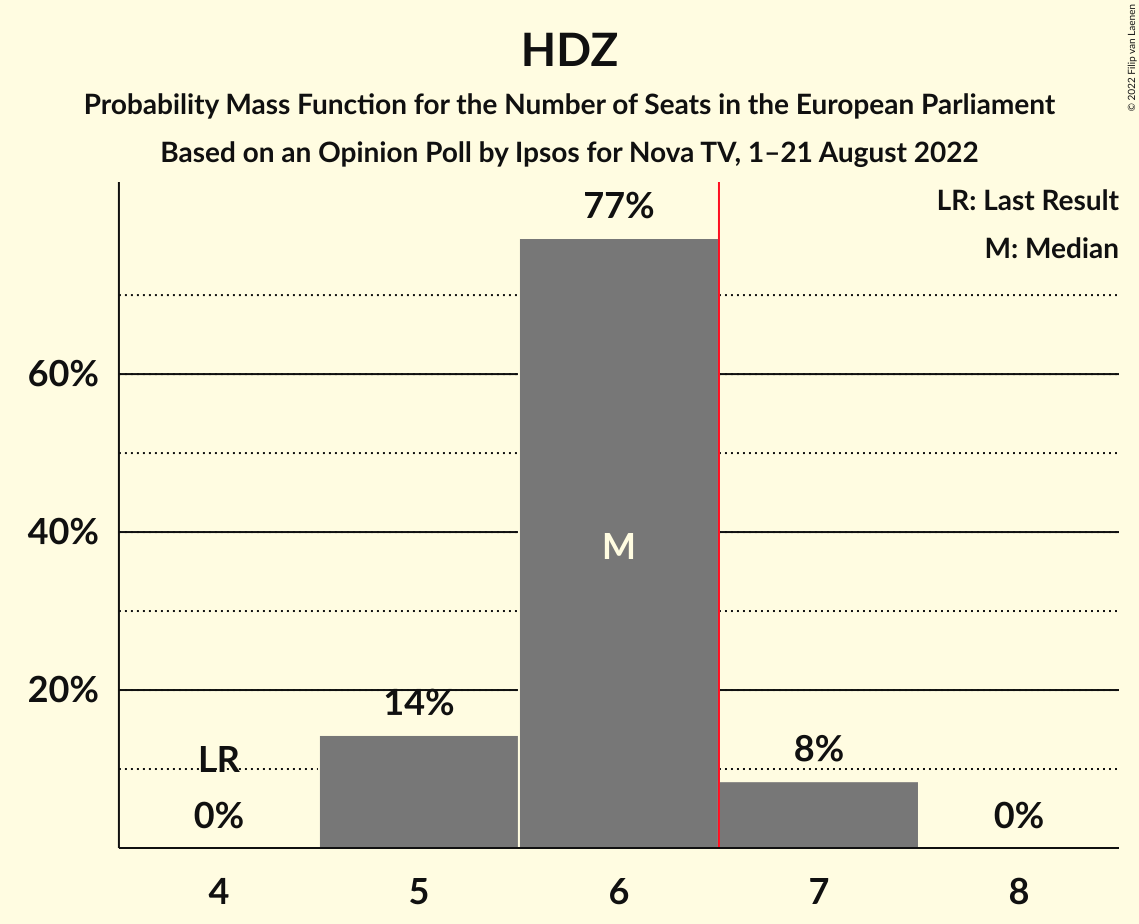 HDZ
Probability Mass Function for the Number of Seats in the European Parliament
Based on an Opinion Poll by Ipsos for Nova TV, 1–21 August 2022
© 2022 Filip van Laenen
LR: Last Result
M: Median
77%
60%
40%
M
20%
14%
LR
8%
0%
0%
4 5 6 7 8